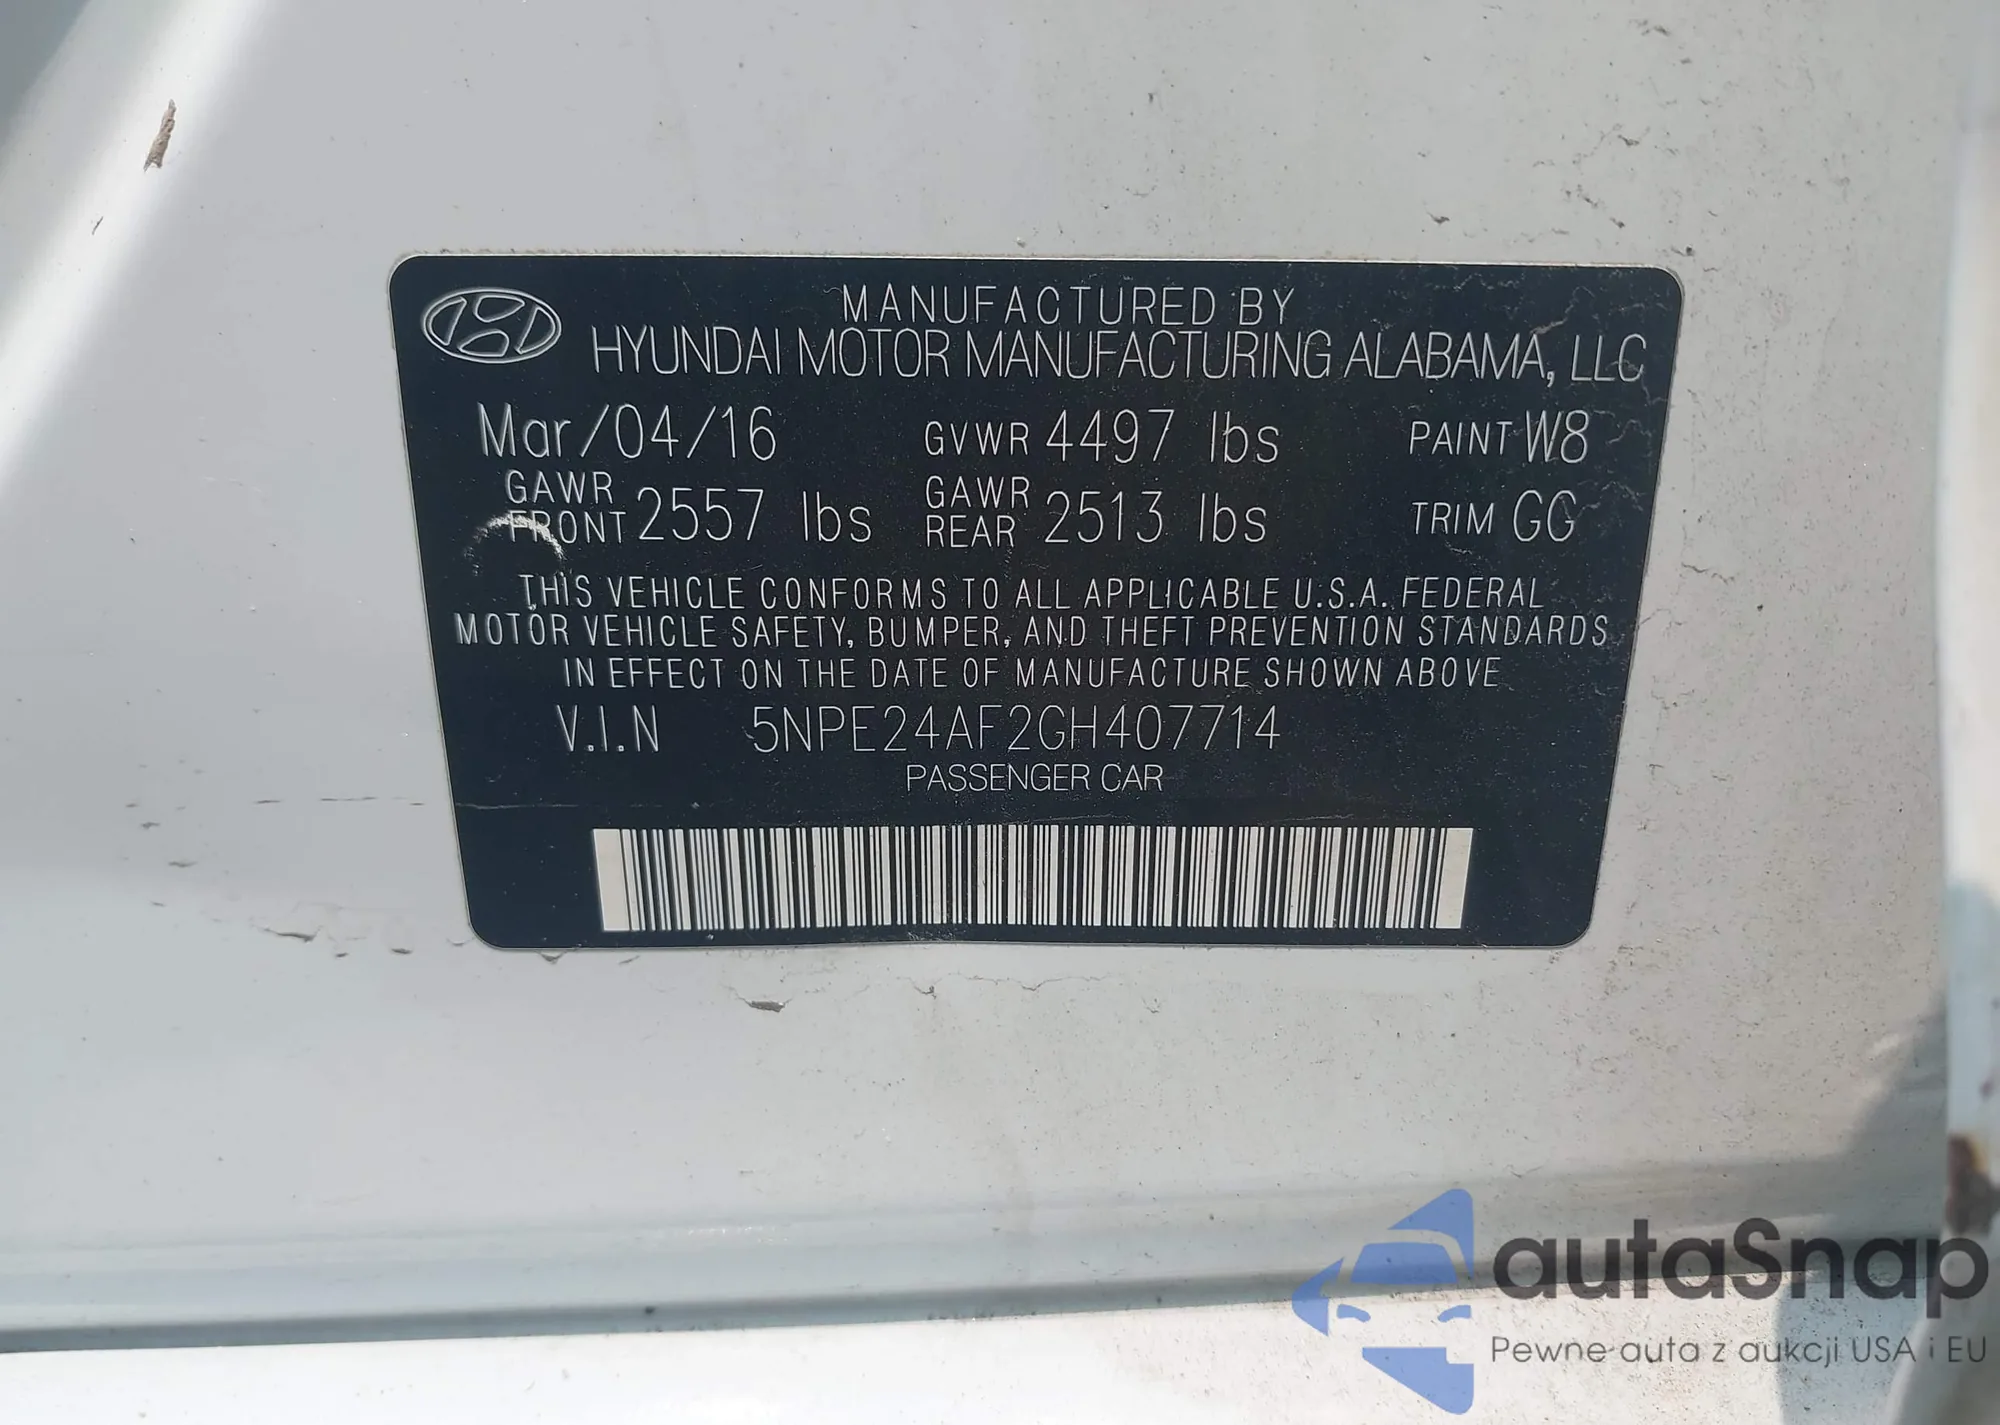 MANUFACTURED BY
HYUNDAI MOTOR MANUFACTURING ALABAMA, LLC
Mar/04/16 GVWR 4497 lbs PAINT W8
GAWR FRONT 2557 lbs GAWR REAR 2513 lbs TRIM GG
THIS VEHICLE CONFORMS TO ALL APPLICABLE U.S.A. FEDERAL
MOTOR VEHICLE SAFETY, BUMPER, AND THEFT PREVENTION STANDARDS
IN EFFECT ON THE DATE OF MANUFACTURE SHOWN ABOVE
V.I.N 5NPE24AF2GH407714
PASSENGER CAR
autaSnap
Pewne auta z aukcji USA i EU